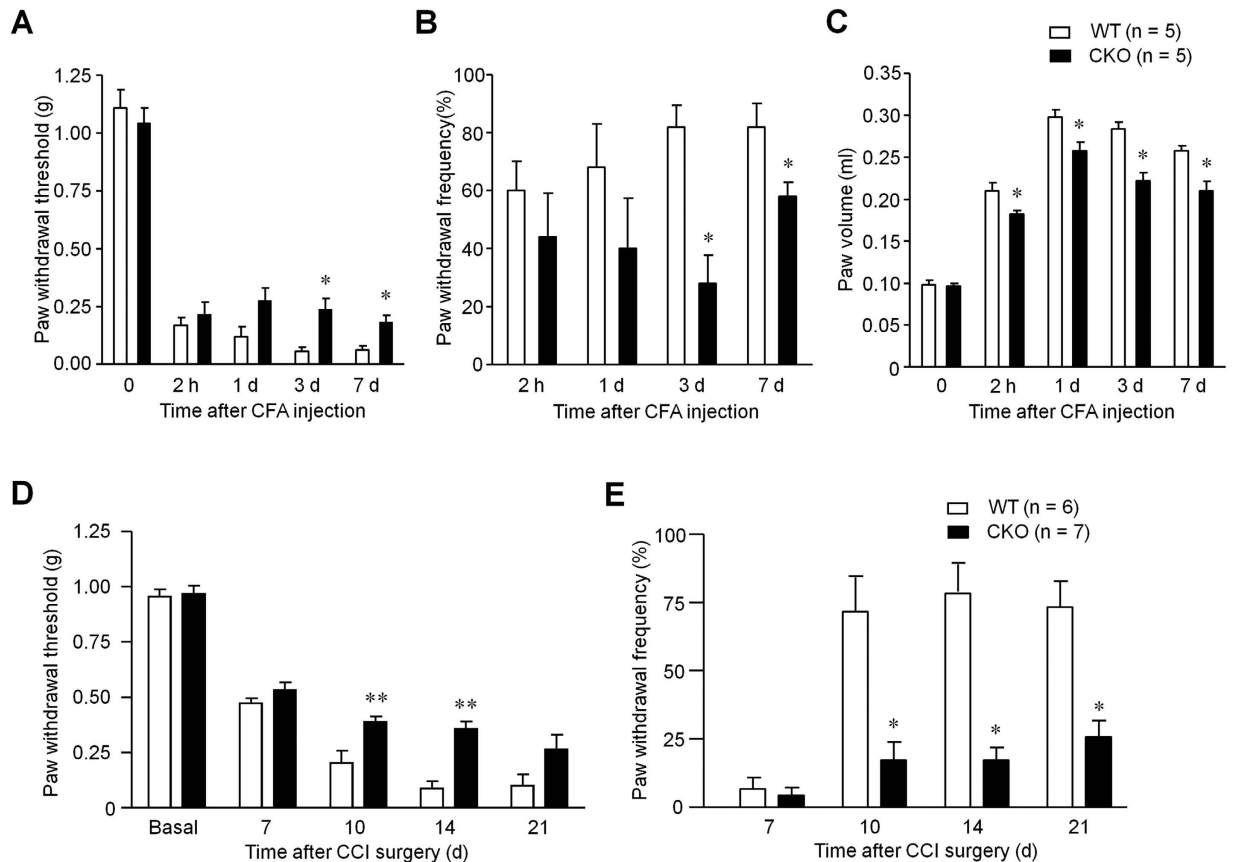 A
Paw withdrawal threshold (g)
1.25
1.00
0.75
0.50
0.25
0.00
*
*
0 2 h 1 d 3 d 7 d
Time after CFA injection
B
Paw withdrawal frequency(%)
100
80
60
40
20
0
*
*
2 h 1 d 3 d 7 d
Time after CFA injection
C
WT (n = 5)
CKO (n = 5)
Paw volume (ml)
0.35
0.30
0.25
0.20
0.15
0.10
0.05
0
*
*
*
*
0 2 h 1 d 3 d 7 d
Time after CFA injection
D
Paw withdrawal threshold (g)
1.25
1.00
0.75
0.50
0.25
0
**
**
Basal 7 10 14 21
Time after CCI surgery (d)
E
WT (n = 6)
CKO (n = 7)
Paw withdrawal frequency (%)
100
75
50
25
0
*
*
*
7 10 14 21
Time after CCI surgery (d)